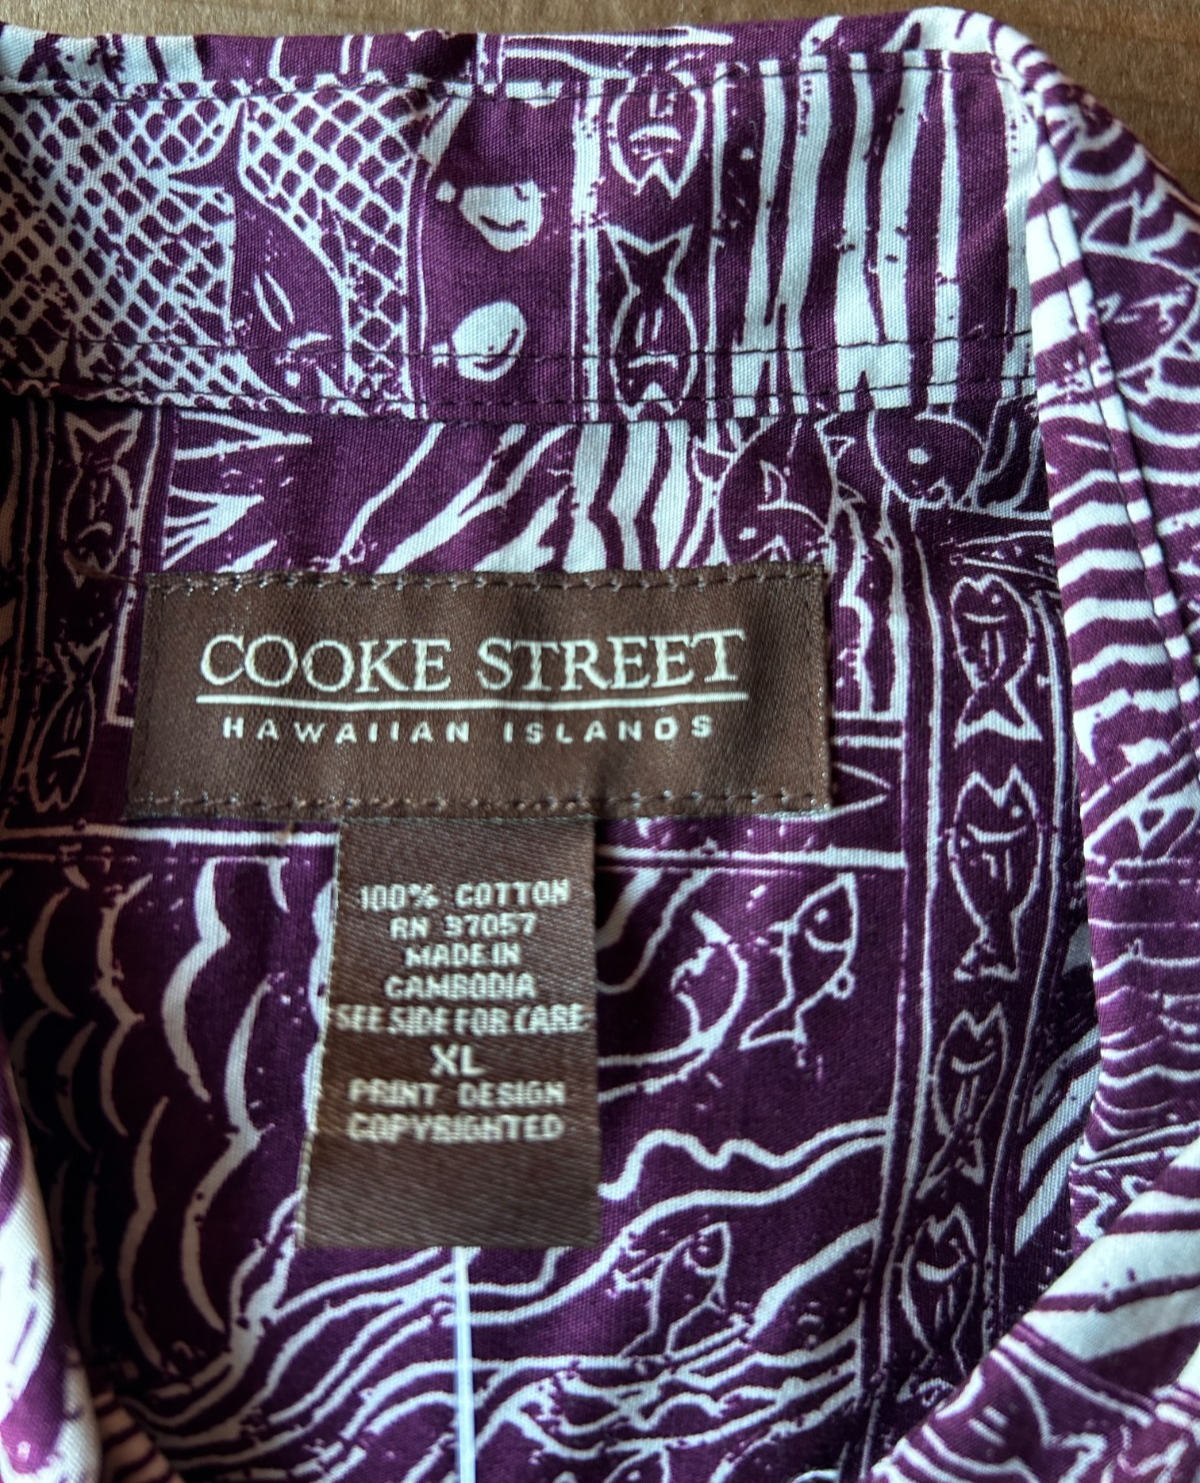 COOKE STREET
HAWAIIAN ISLANDS
100% COTTON
RN 37057
MADE IN
CAMBODIA
SEE SIDE FOR CARE
XL
PRINT DESIGN
COPYRIGHTED